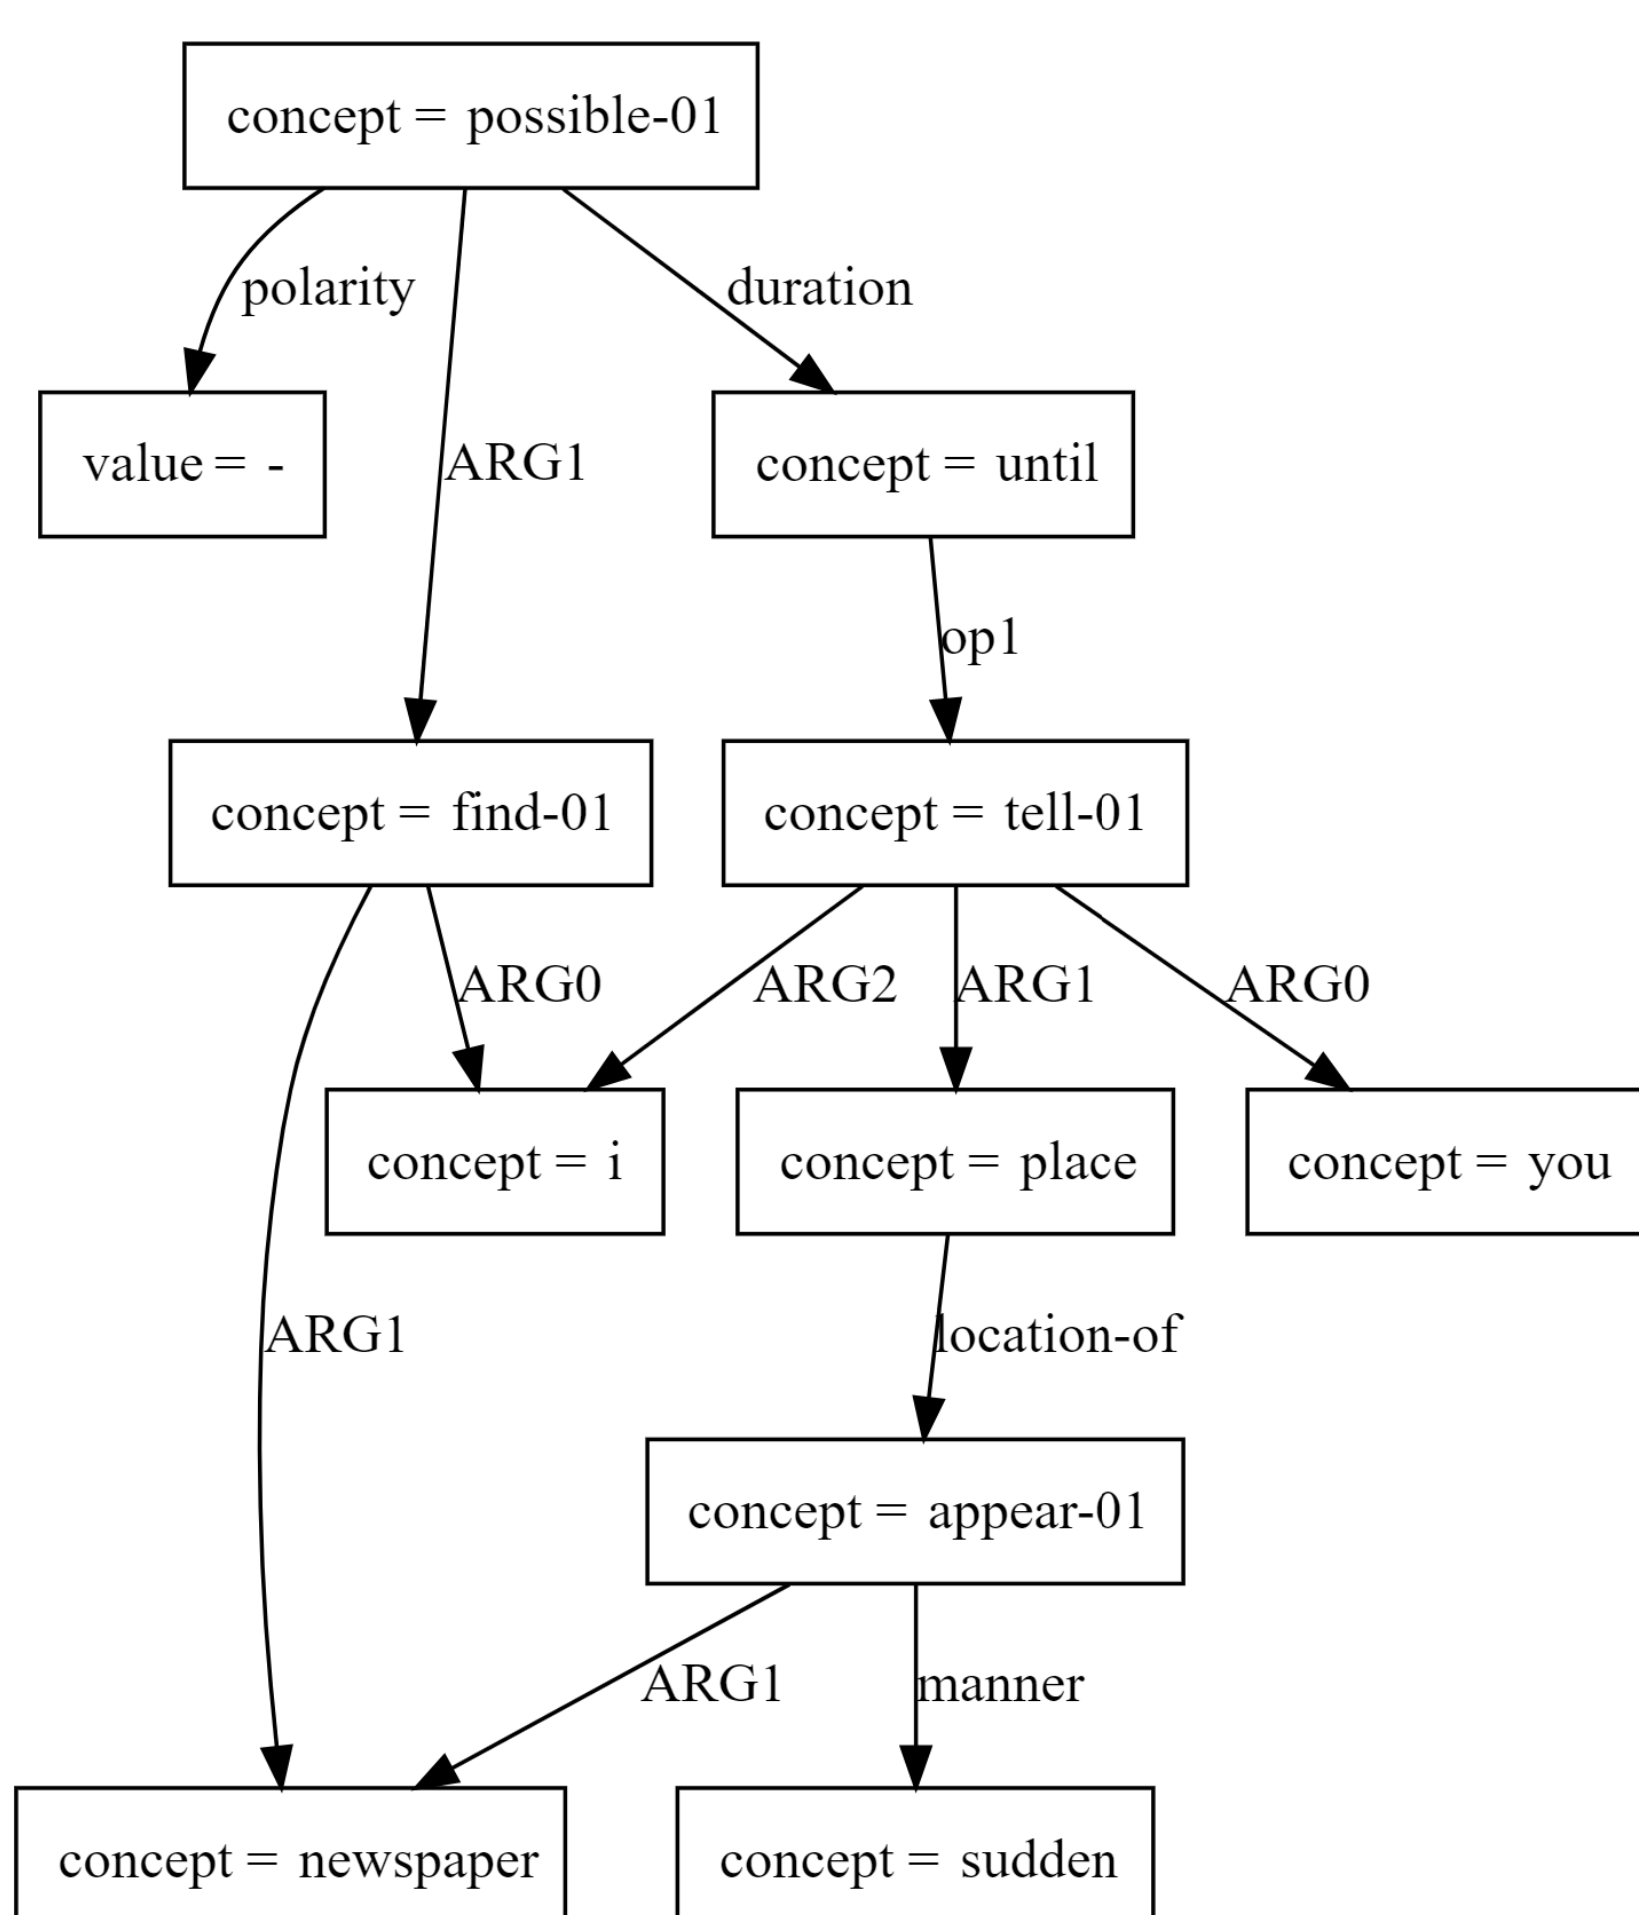 concept = possible-01
polarity
duration
value = -
ARG1
concept = until
op1
concept = find-01
concept = tell-01
ARG0
ARG2
ARG1
ARG0
concept = i
concept = place
concept = you
ARG1
location-of
concept = appear-01
ARG1
manner
concept = newspaper
concept = sudden